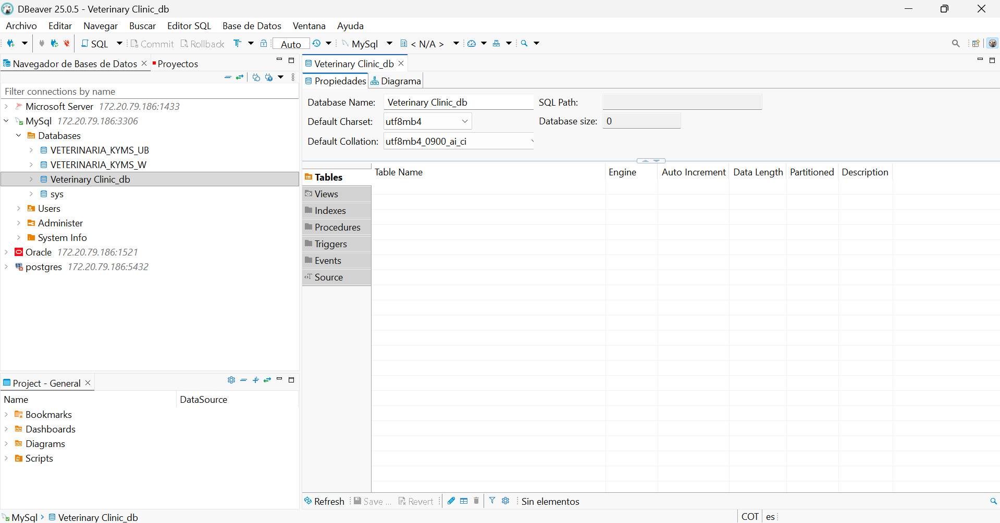 DBeaver 25.0.5 - Veterinary Clinic_db
Archivo Editar Navegar Buscar Editor SQL Base de Datos Ventana Ayuda
SQL Commit Rollback Auto MySql < N/A >
Navegador de Bases de Datos Proyectos
Filter connections by name
Microsoft Server 172.20.79.186:1433
MySql 172.20.79.186:3306
Databases
VETERINARIA_KYMS_UB
VETERINARIA_KYMS_W
Veterinary Clinic_db
sys
Users
Administer
System Info
Oracle 172.20.79.186:1521
postgres 172.20.79.186:5432
Project - General
Name DataSource
Bookmarks
Dashboards
Diagrams
Scripts
Veterinary Clinic_db
Propiedades Diagrama
Database Name: Veterinary Clinic_db SQL Path:
Default Charset: utf8mb4 Database size: 0
Default Collation: utf8mb4_0900_ai_ci
Tables
Views
Indexes
Procedures
Triggers
Events
Source
Table Name Engine Auto Increment Data Length Partitioned Description
Refresh Save ... Revert Sin elementos
MySql Veterinary Clinic_db COT es